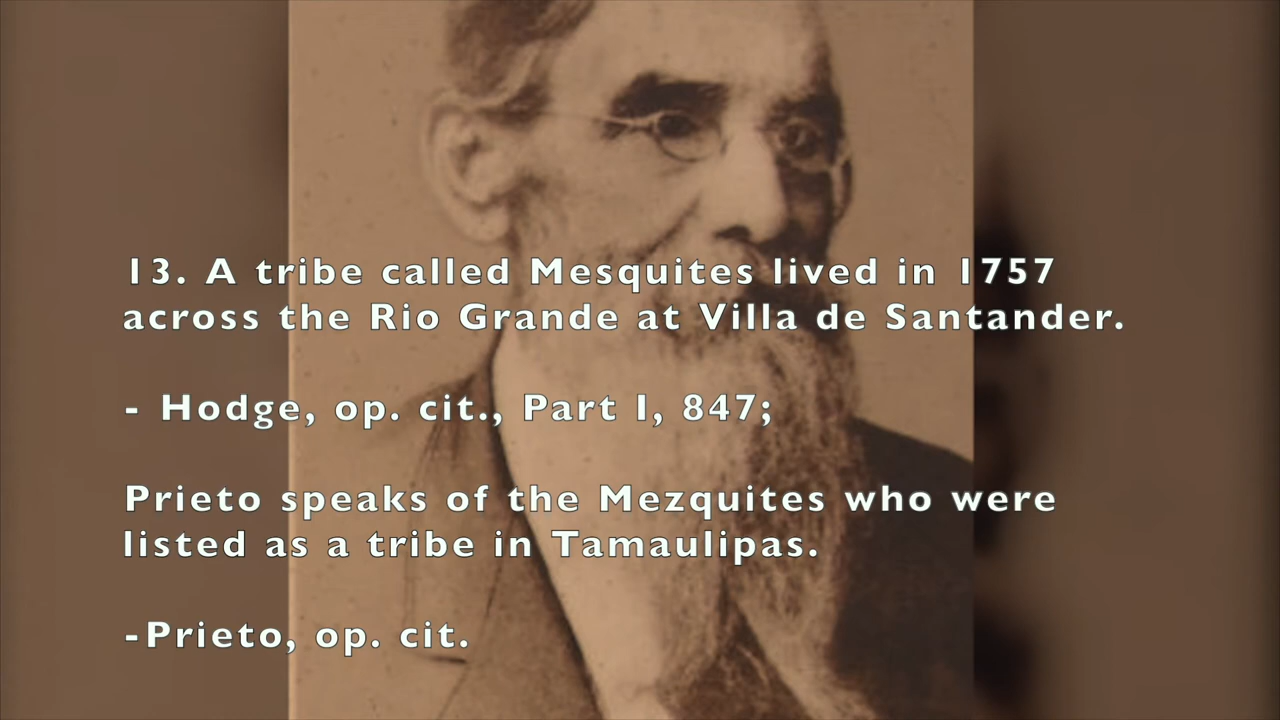 13. A tribe called Mesquites lived in 1757
across the Rio Grande at Villa de Santander.
- Hodge, op. cit., Part I, 847;
Prieto speaks of the Mezquites who were
listed as a tribe in Tamaulipas.
-Prieto, op. cit.